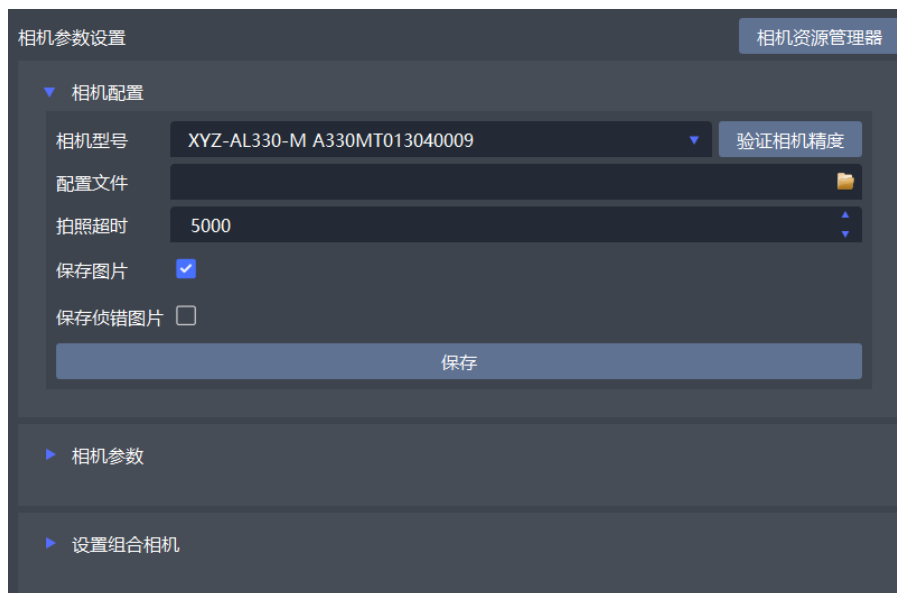 相机参数设置 相机资源管理器
相机配置
相机型号 XYZ-AL330-M A330MT013040009 验证相机精度
配置文件
拍照超时 5000
保存图片
保存侦错图片
保存
相机参数
设置组合相机